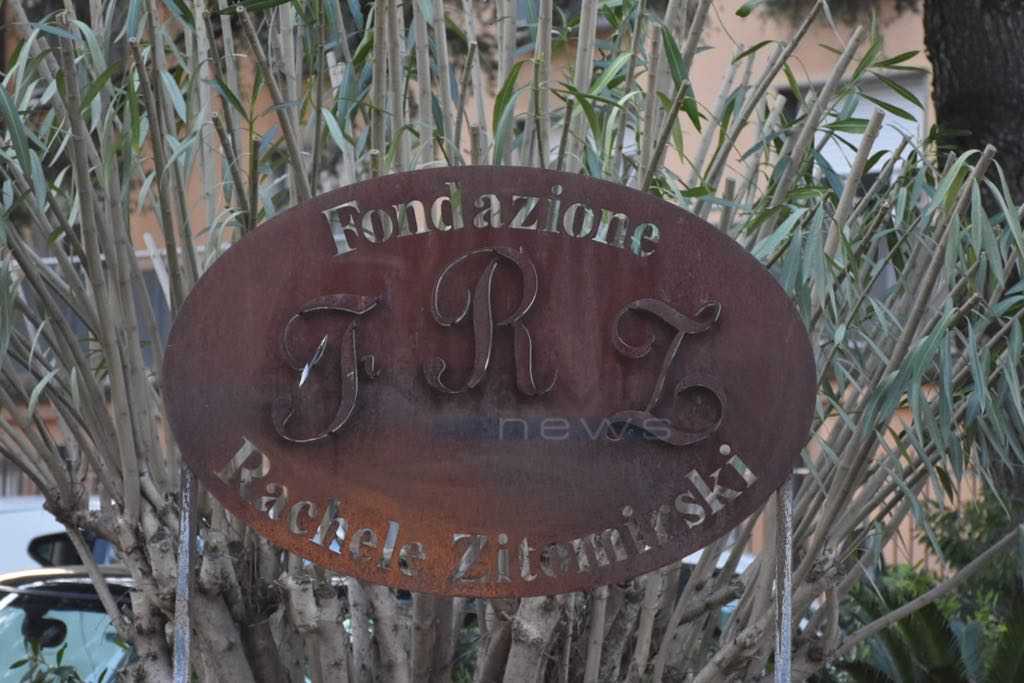 Fondazione
FRZ
news
Rachele Zitomirski